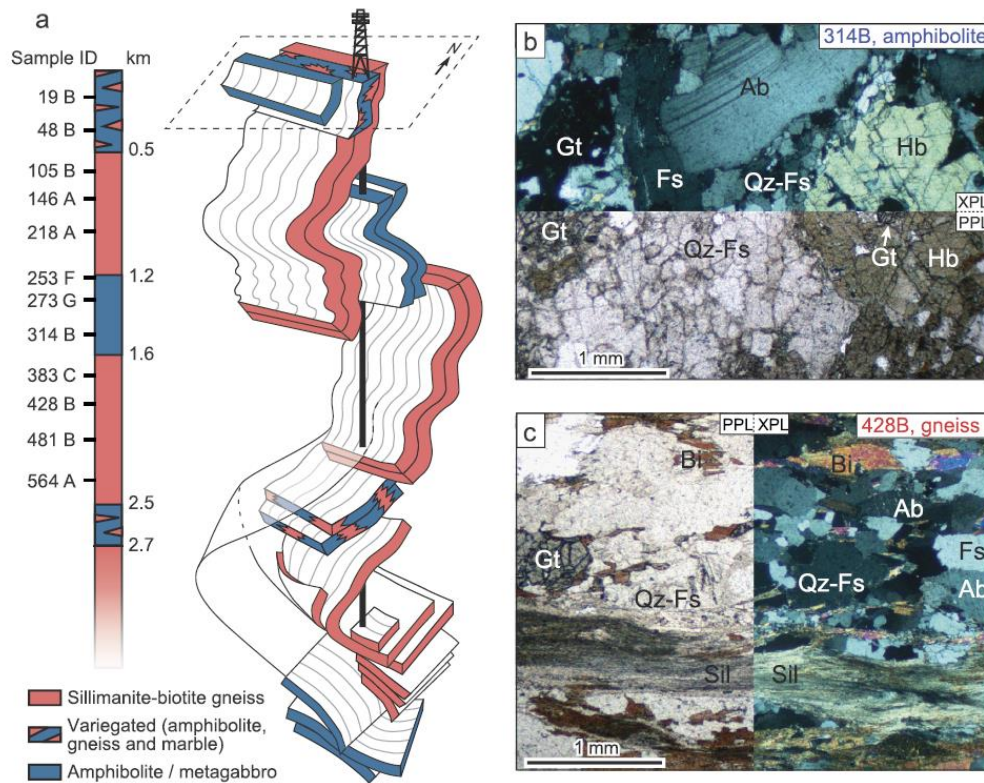 a
Sample ID km
19 B
48 B
0.5
105 B
146 A
218 A
253 F
1.2
273 G
314 B
1.6
383 C
428 B
481 B
564 A
2.5
2.7
N
Sillimanite-biotite gneiss
Variegated (amphibolite,
gneiss and marble)
Amphibolite / metagabbro
b
314B, amphibolite
Ab
Gt
Hb
Fs
Qz-Fs
XPL
PPL
Gt
Qz-Fs
Gt
Hb
1 mm
c
PPL XPL
428B, gneiss
Bi
Bi
Ab
Gt
Fs
Qz-Fs
Qz-Fs
Ab
Sil
Sil
1 mm